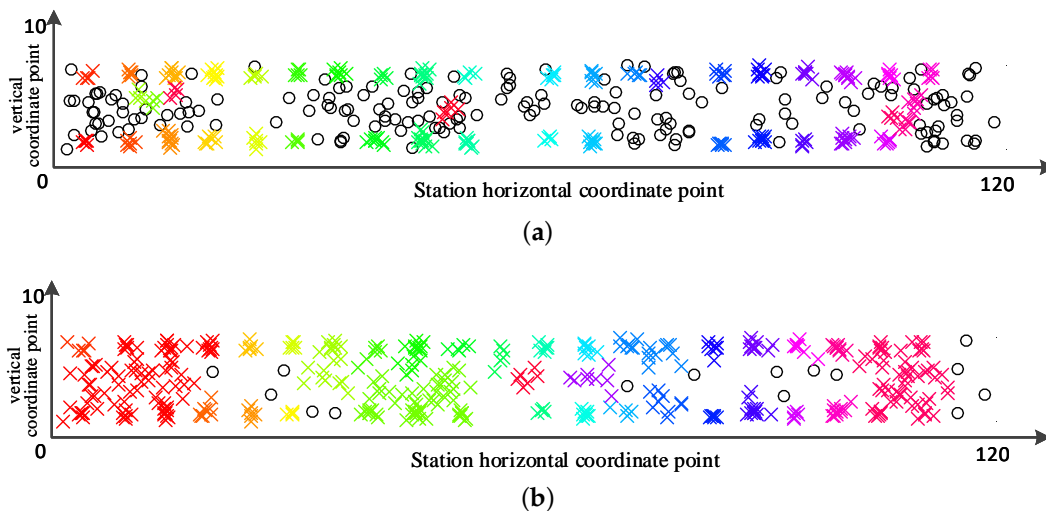 10
vertical
coordinate point
0
Station horizontal coordinate point
120
(a)
10
vertical
coordinate point
0
Station horizontal coordinate point
120
(b)